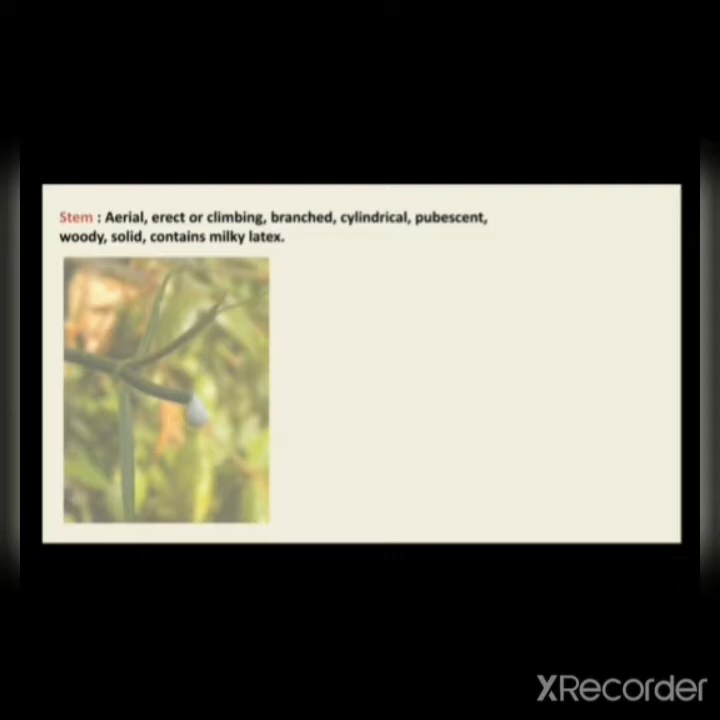 Stem : Aerial, erect or climbing, branched, cylindrical, pubescent,
woody, solid, contains milky latex.
XRecorder